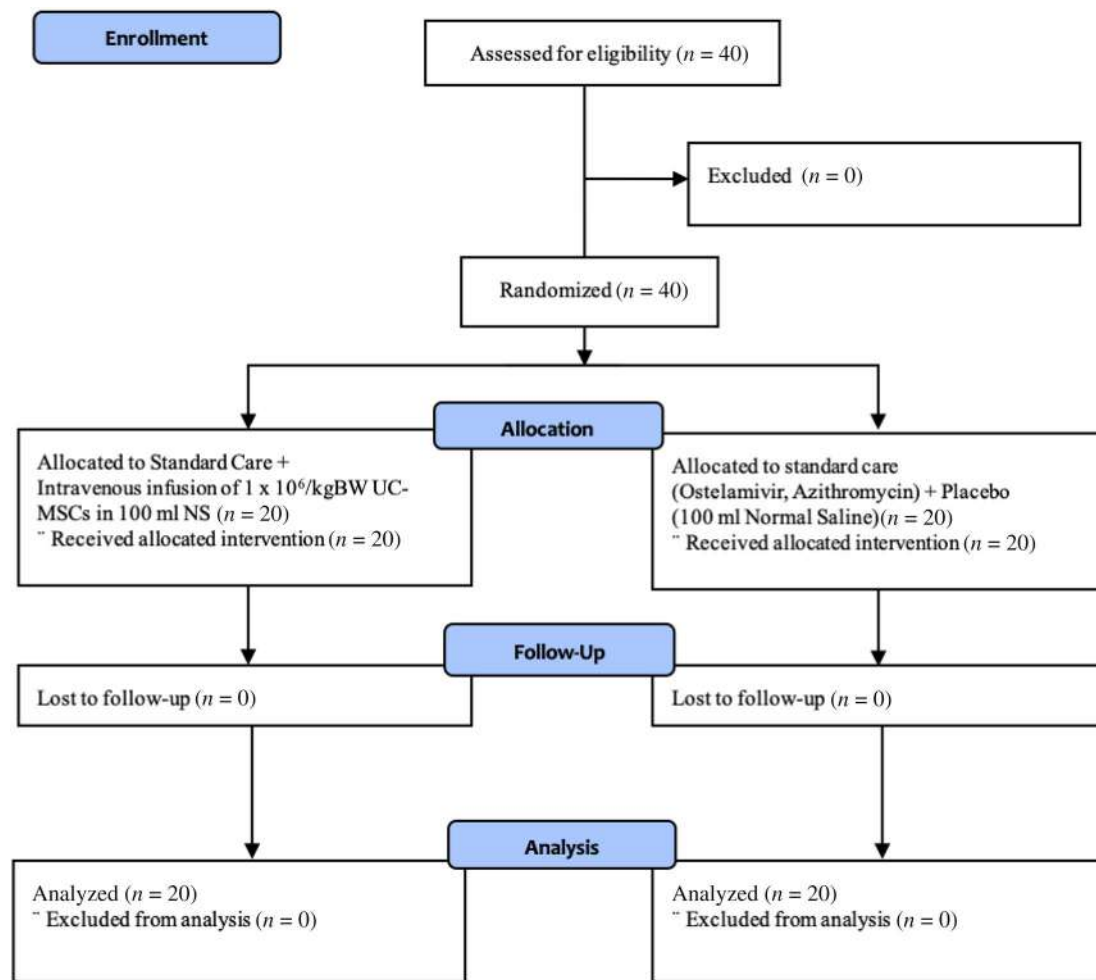 Enrollment
Assessed for eligibility (n = 40)
Excluded (n = 0)
Randomized (n = 40)
Allocation
Allocated to Standard Care +
Intravenous infusion of 1 x 10⁶/kgBW UC-
MSCs in 100 ml NS (n = 20)
¨ Received allocated intervention (n = 20)
Allocated to standard care
(Ostelamivir, Azithromycin) + Placebo
(100 ml Normal Saline)(n = 20)
¨ Received allocated intervention (n = 20)
Follow-Up
Lost to follow-up (n = 0)
Lost to follow-up (n = 0)
Analysis
Analyzed (n = 20)
¨ Excluded from analysis (n = 0)
Analyzed (n = 20)
¨ Excluded from analysis (n = 0)